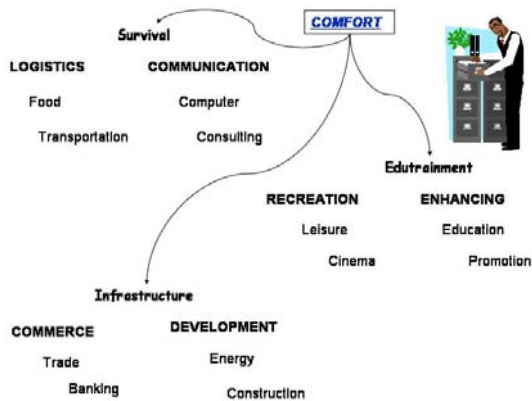 COMFORT
Survival
LOGISTICS COMMUNICATION
Food Computer
Transportation Consulting
Edutrainment
RECREATION ENHANCING
Leisure Education
Cinema Promotion
Infrastructure
COMMERCE DEVELOPMENT
Trade Energy
Banking Construction